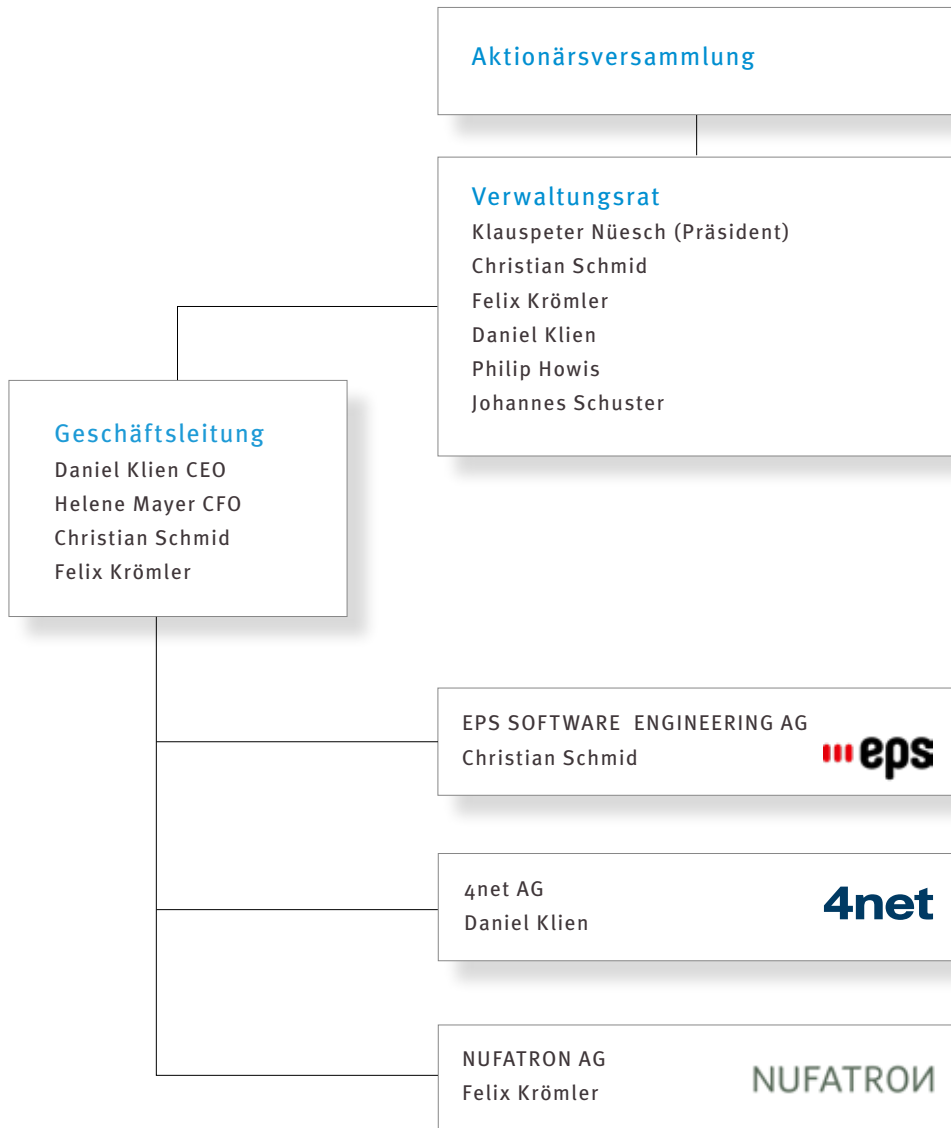 Aktionärsversammlung
Verwaltungsrat
Klauspeter Nüesch (Präsident)
Christian Schmid
Felix Krömler
Daniel Klien
Philip Howis
Johannes Schuster
Geschäftsleitung
Daniel Klien CEO
Helene Mayer CFO
Christian Schmid
Felix Krömler
EPS SOFTWARE ENGINEERING AG
Christian Schmid
eps
4net AG
Daniel Klien
4net
NUFATRON AG
Felix Krömler
NUFATRON